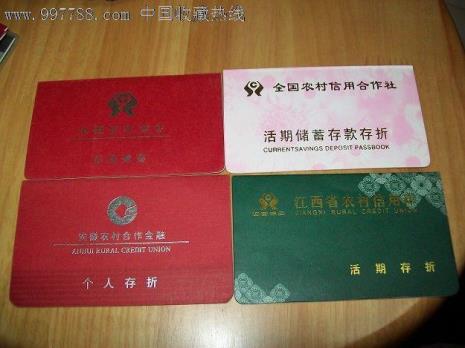 www.997788.com 中国收藏热线
全国农村信用合作社
活期储蓄存款存折
CURRENTSAVINGS DEPOSIT PASSBOOK
安徽农村合作金融
ANHUI RURAL CREDIT UNION
个人存折
江西省农村信用社
JIANGXI RURAL CREDIT UNION
活期存折